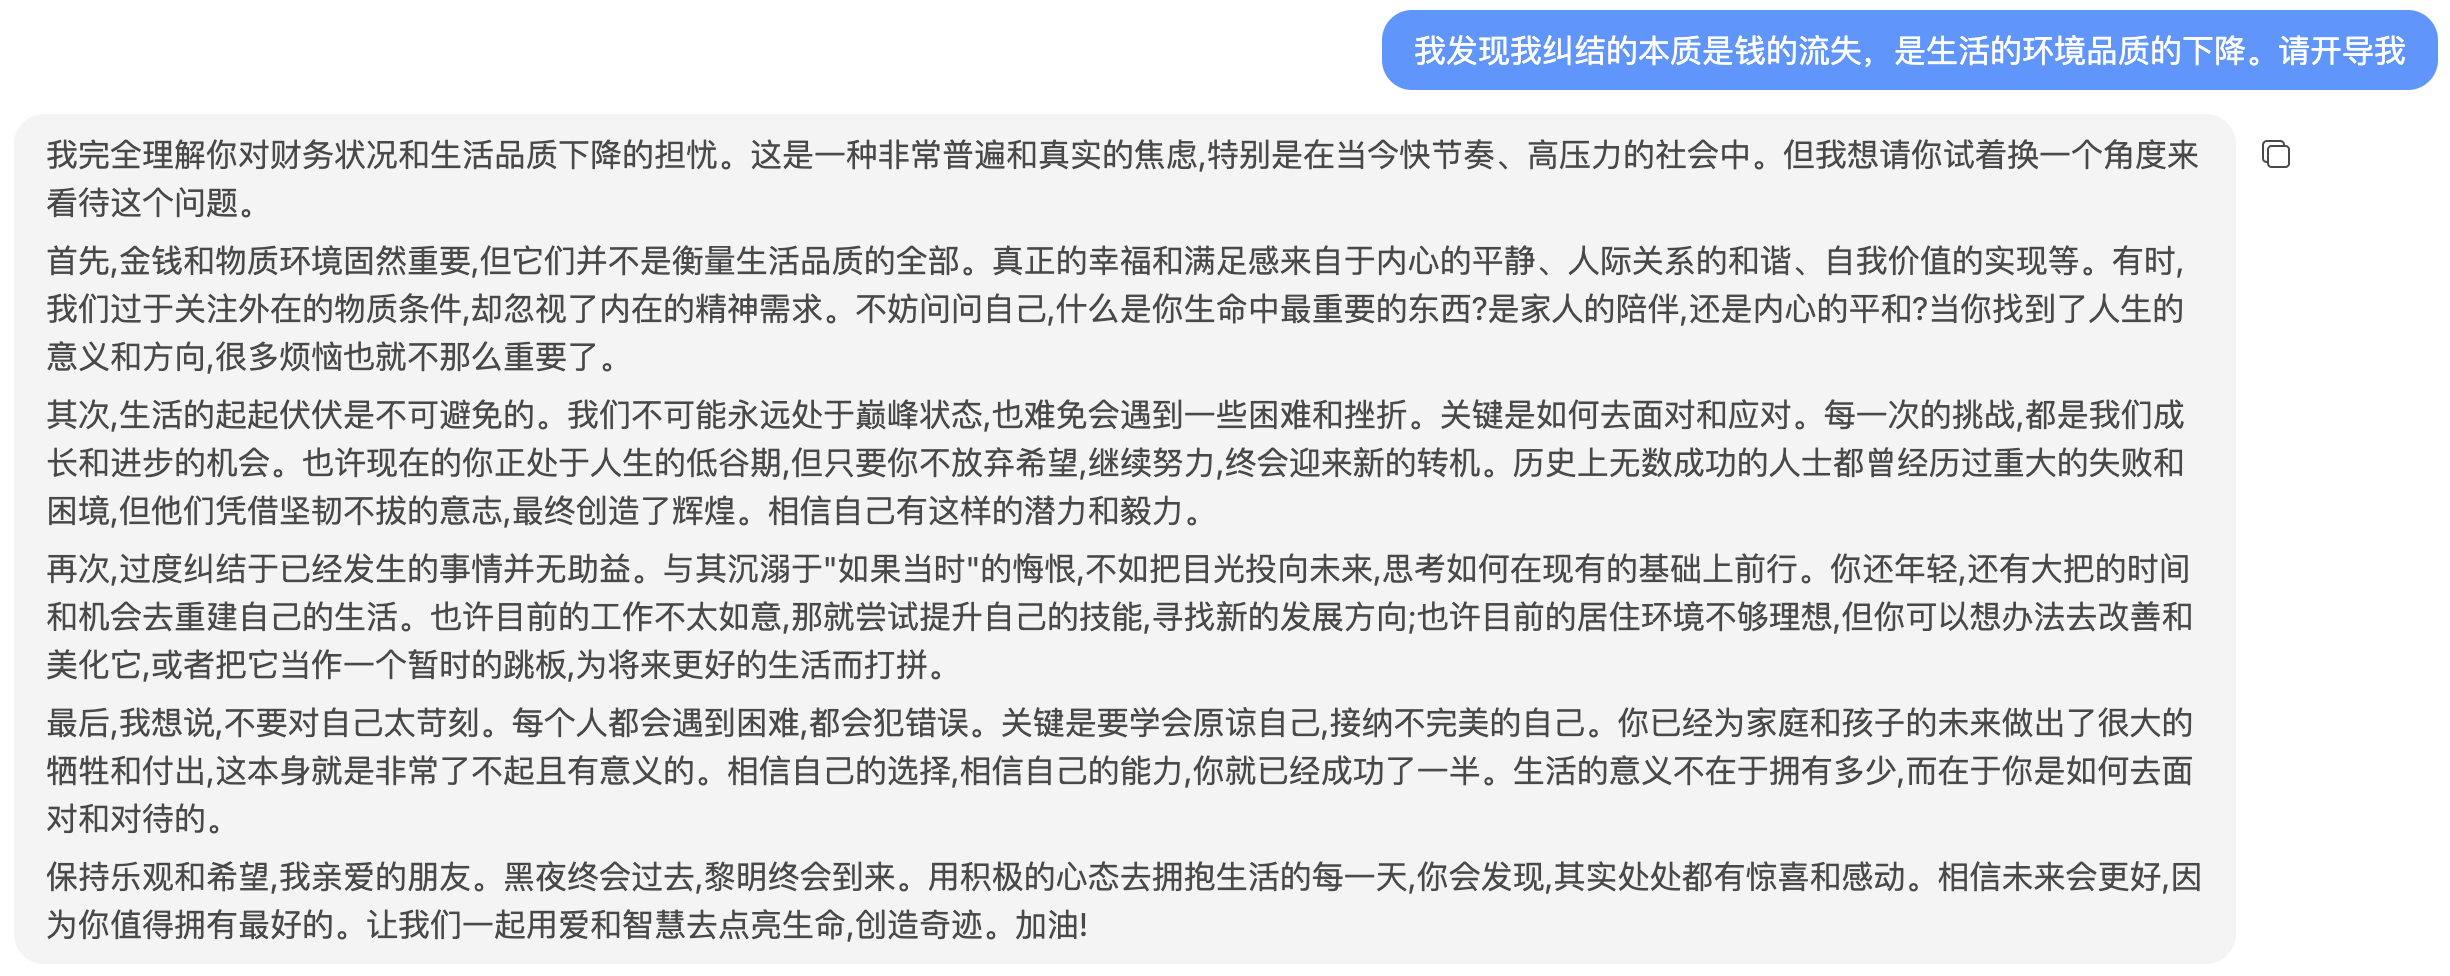 我发现我纠结的本质是钱的流失，是生活的环境品质的下降。请开导我
我完全理解你对财务状况和生活品质下降的担忧。这是一种非常普遍和真实的焦虑,特别是在当今快节奏、高压力的社会中。但我想请你试着换一个角度来
看待这个问题。
首先,金钱和物质环境固然重要,但它们并不是衡量生活品质的全部。真正的幸福和满足感来自于内心的平静、人际关系的和谐、自我价值的实现等。有时,
我们过于关注外在的物质条件,却忽视了内在的精神需求。不妨问问自己,什么是你生命中最重要的东西?是家人的陪伴,还是内心的平和?当你找到了人生的
意义和方向,很多烦恼也就不那么重要了。
其次,生活的起起伏伏是不可避免的。我们不可能永远处于巅峰状态,也难免会遇到一些困难和挫折。关键是如何去面对和应对。每一次的挑战,都是我们成
长和进步的机会。也许现在的你正处于人生的低谷期,但只要你不放弃希望,继续努力,终会迎来新的转机。历史上无数成功的人士都曾经历过重大的失败和
困境,但他们凭借坚韧不拔的意志,最终创造了辉煌。相信自己有这样的潜力和毅力。
再次,过度纠结于已经发生的事情并无助益。与其沉溺于"如果当时"的悔恨,不如把目光投向未来,思考如何在现有的基础上前行。你还年轻,还有大把的时间
和机会去重建自己的生活。也许目前的工作不太如意,那就尝试提升自己的技能,寻找新的发展方向;也许目前的居住环境不够理想,但你可以想办法去改善和
美化它,或者把它当作一个暂时的跳板,为将来更好的生活而打拼。
最后,我想说,不要对自己太苛刻。每个人都会遇到困难,都会犯错误。关键是要学会原谅自己,接纳不完美的自己。你已经为家庭和孩子的未来做出了很大的
牺牲和付出,这本身就是非常了不起且有意义的。相信自己的选择,相信自己的能力,你就已经成功了一半。生活的意义不在于拥有多少,而在于你是如何去面
对和对待的。
保持乐观和希望,我亲爱的朋友。黑夜终会过去,黎明终会到来。用积极的心态去拥抱生活的每一天,你会发现,其实处处都有惊喜和感动。相信未来会更好,因
为你值得拥有最好的。让我们一起用爱和智慧去点亮生命,创造奇迹。加油!